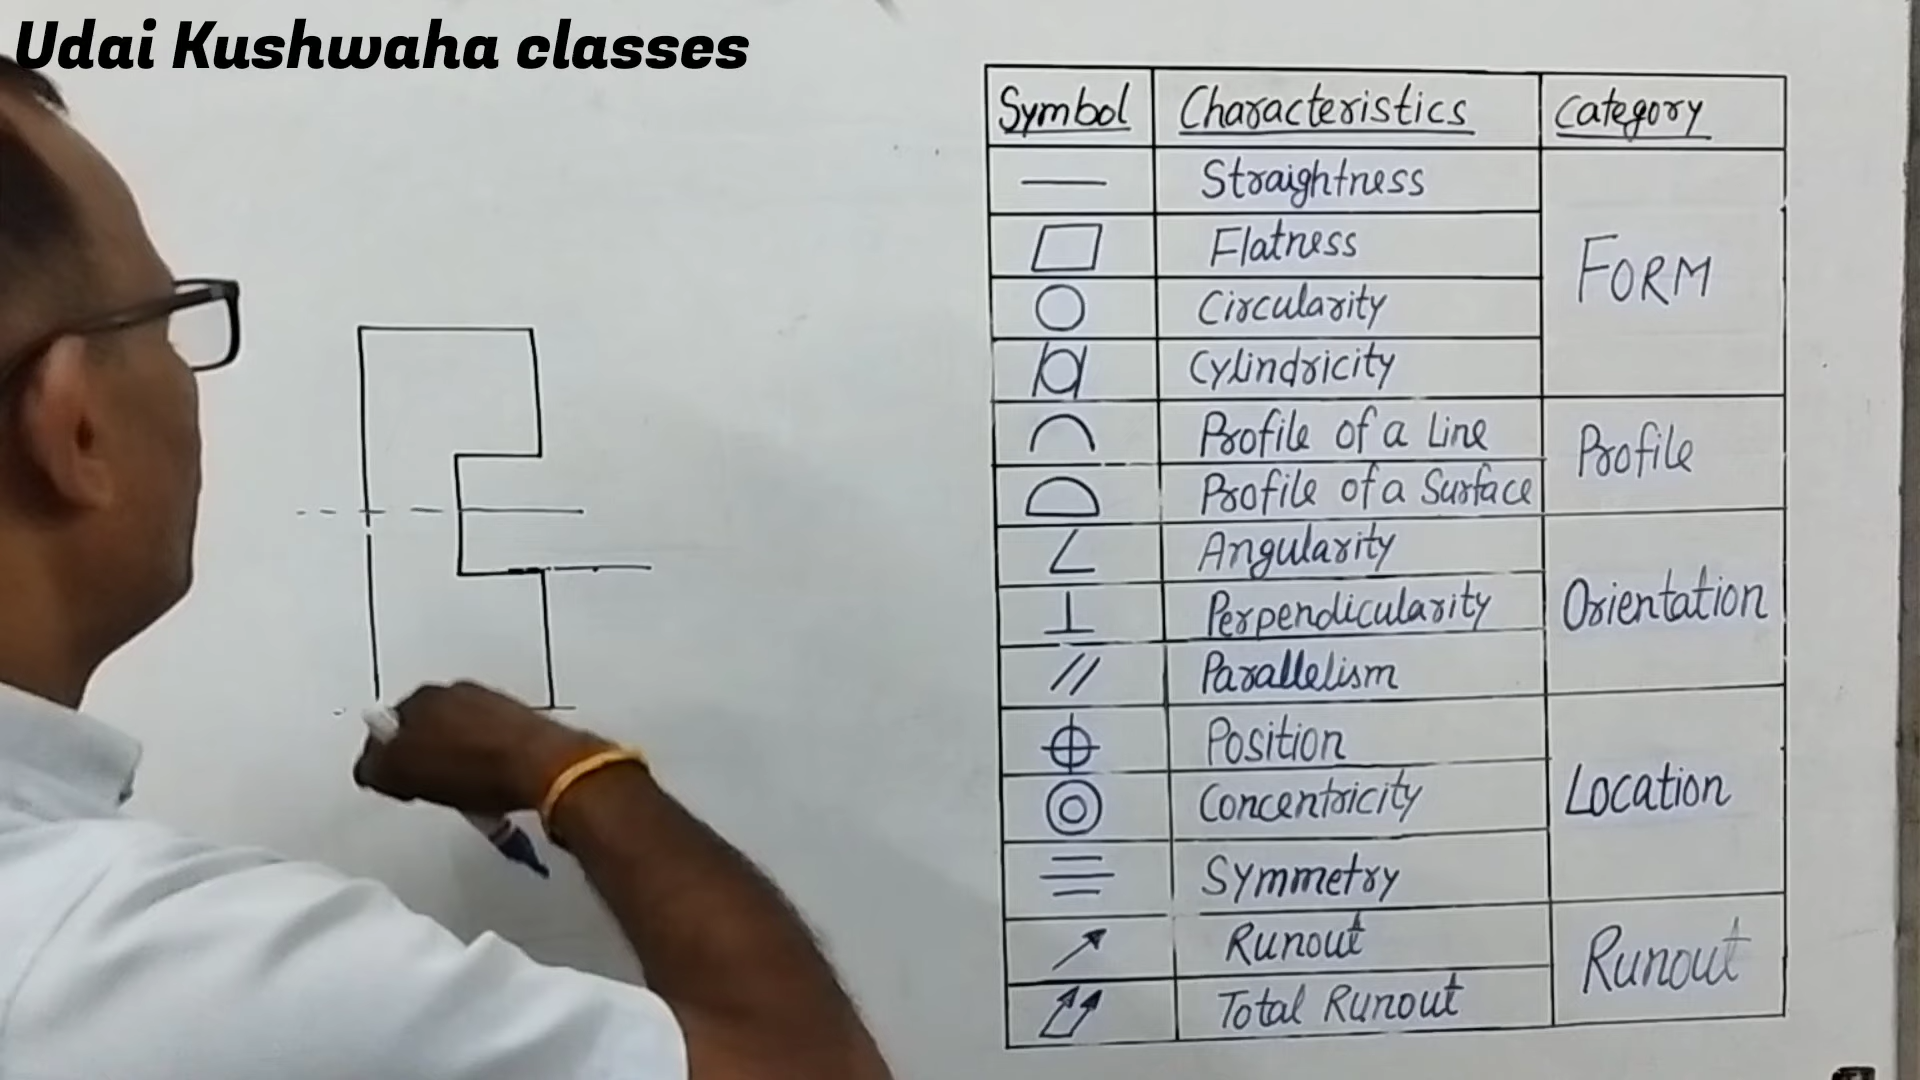 Udai Kushwaha classes
Symbol Characteristics Category
Straightness
Flatness
Circularity
Cylindricity
FORM
Profile of a Line
Profile of a Surface
Profile
Angularity
Perpendicularity
Parallelism
Orientation
Position
Concentricity
Symmetry
Location
Runout
Total Runout
Runout